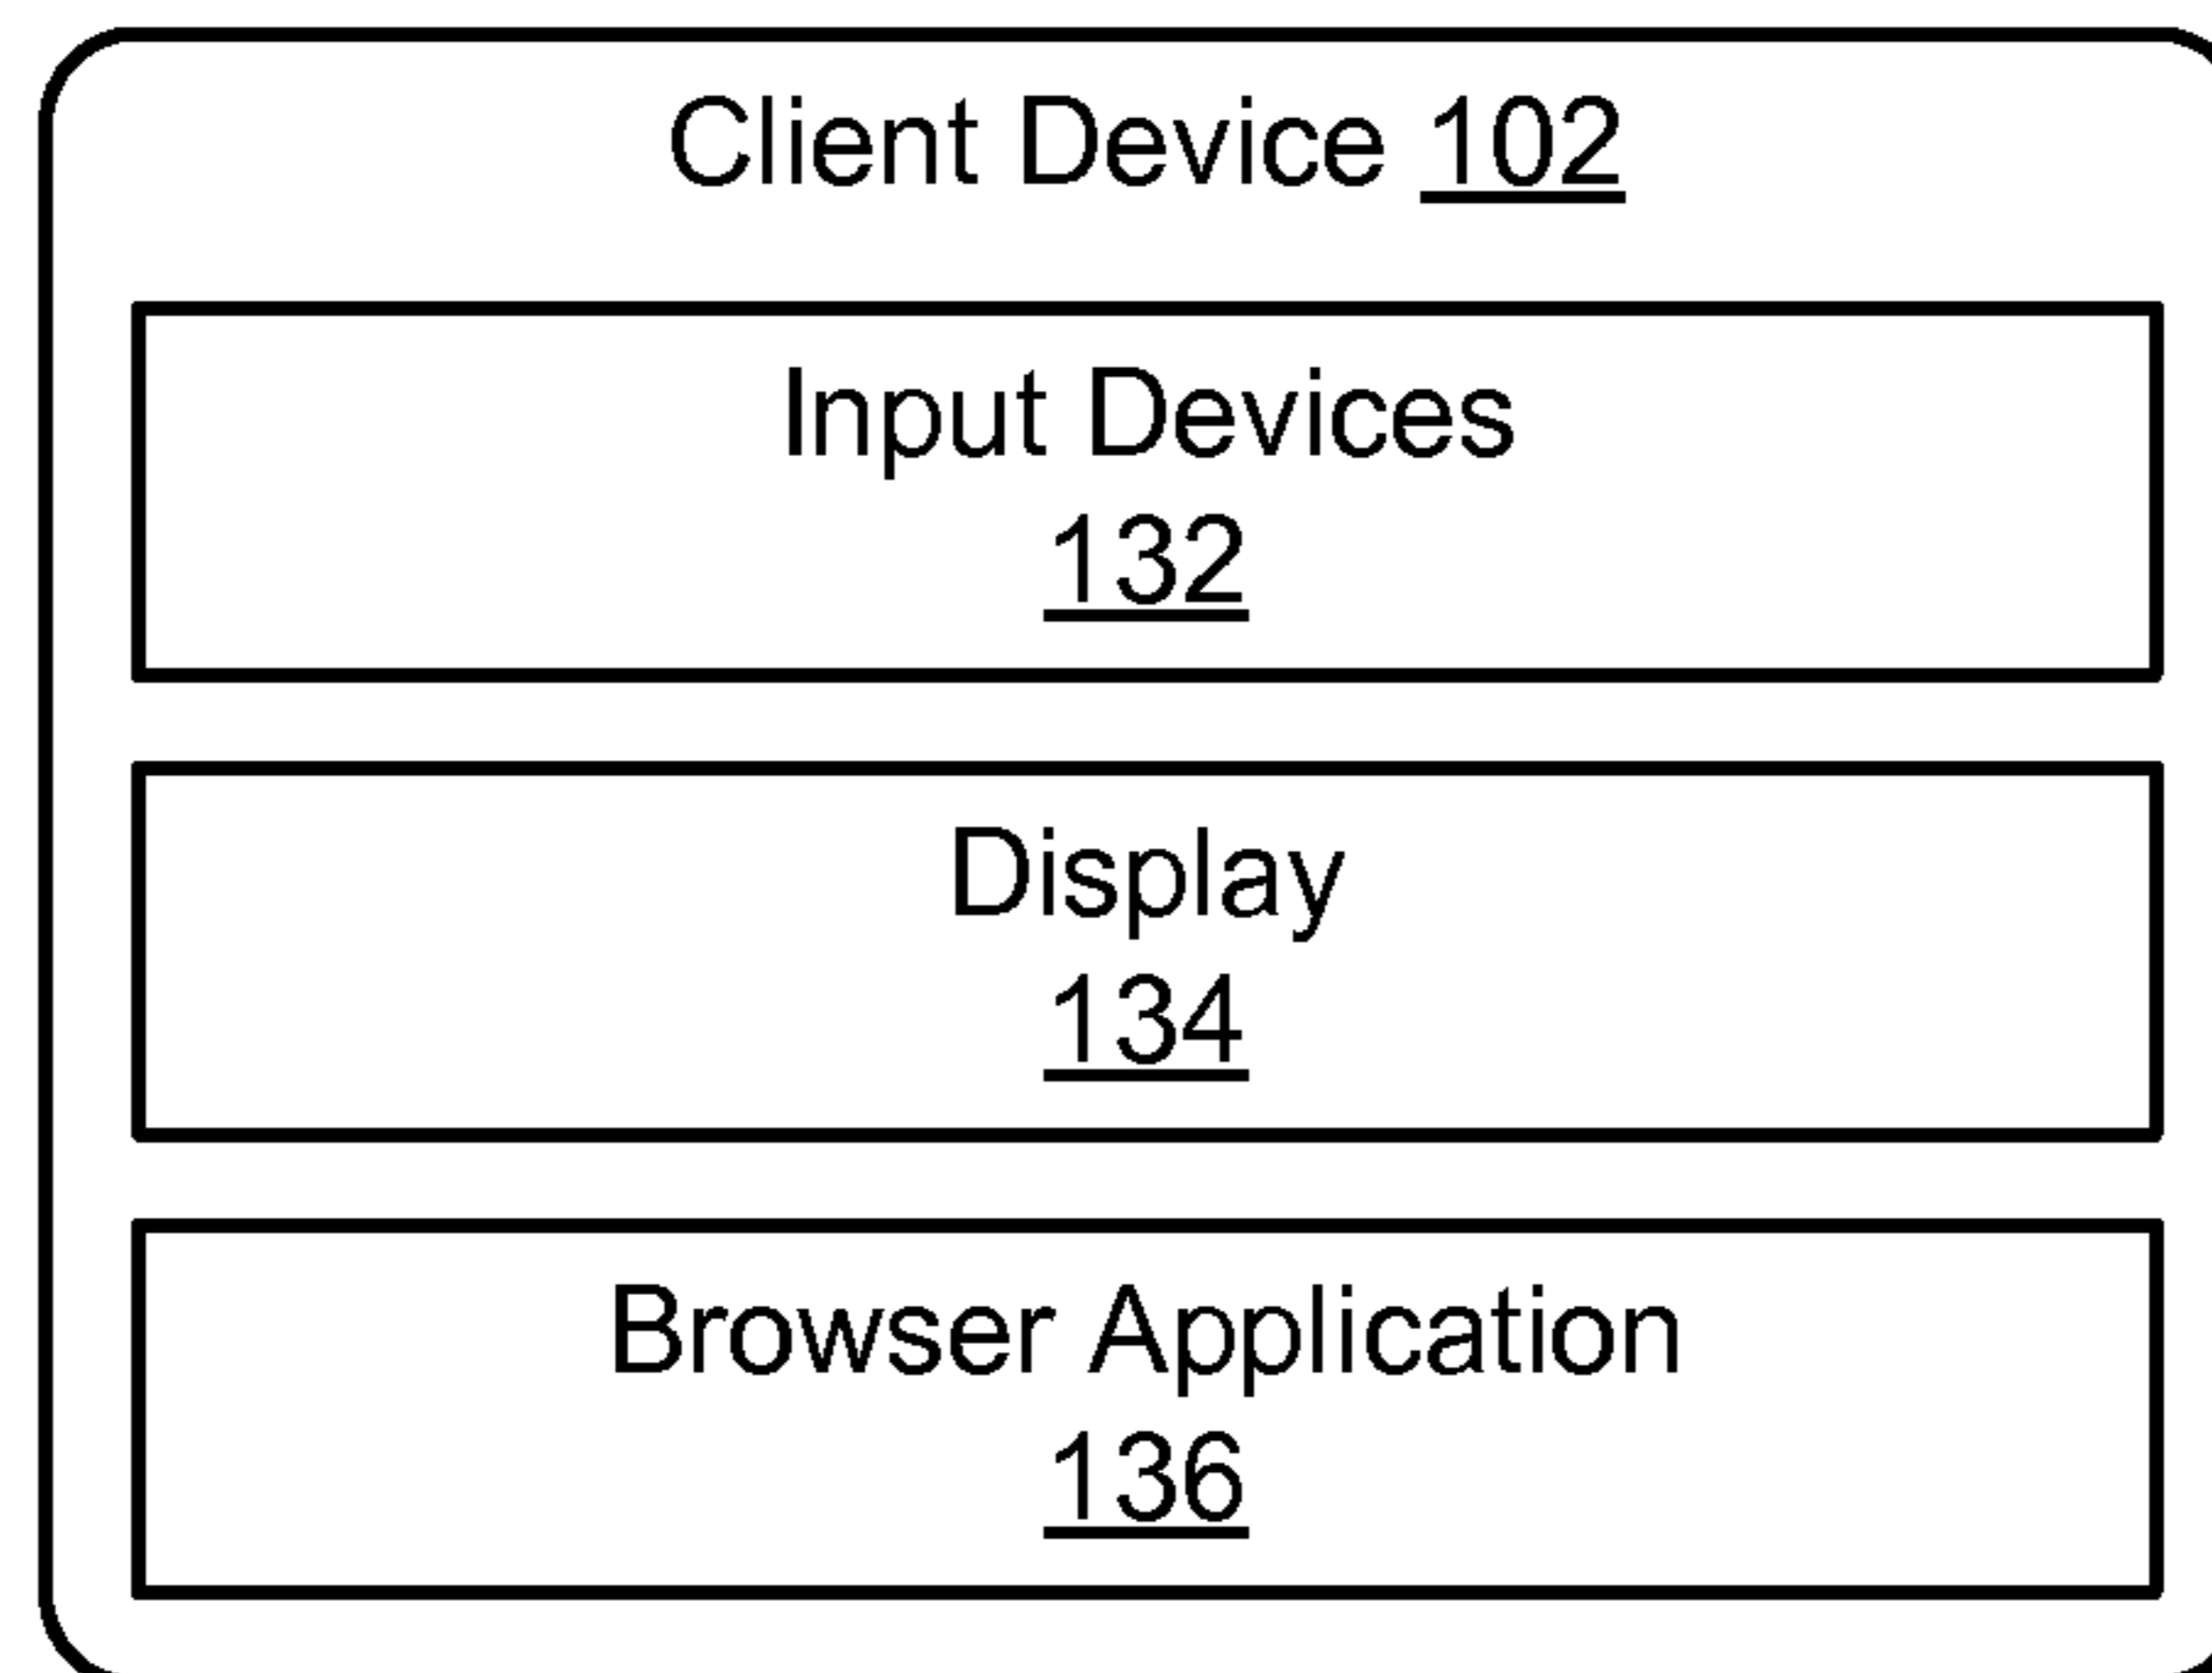 Client Device 102
Input Devices
132
Display
134
Browser Application
136